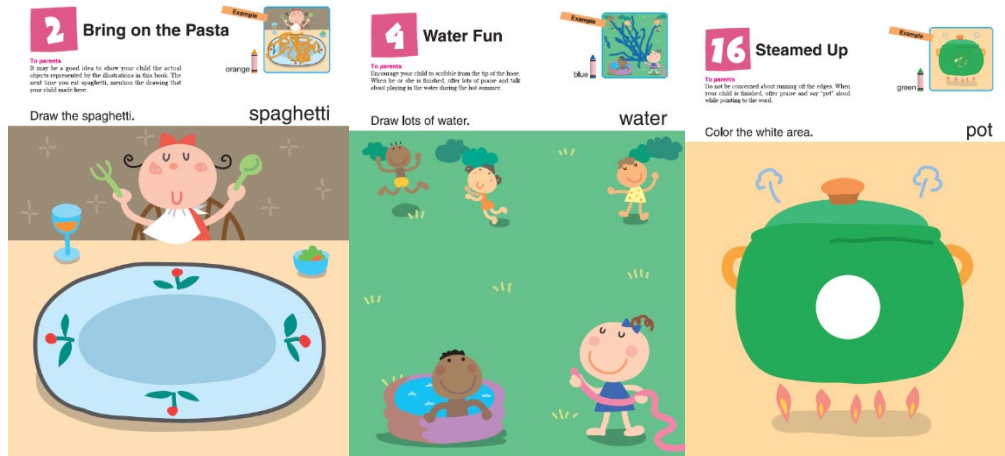 2 Bring on the Pasta
Example
orange
To parents
It may be a good idea to show your child the actual
objects represented by the illustrations in this book. The
next time you eat spaghetti, mention the drawing that
your child made here.
Draw the spaghetti.
spaghetti
4 Water Fun
Example
blue
To parents
Encourage your child to scribble from the tip of the hose.
When he or she is finished, offer lots of praise and talk
about playing in the water during the hot summer.
Draw lots of water.
water
16 Steamed Up
Example
green
To parents
Do not be concerned about running off the edges. When
your child is finished, offer praise and say "pot" aloud
while pointing to the word.
Color the white area.
pot